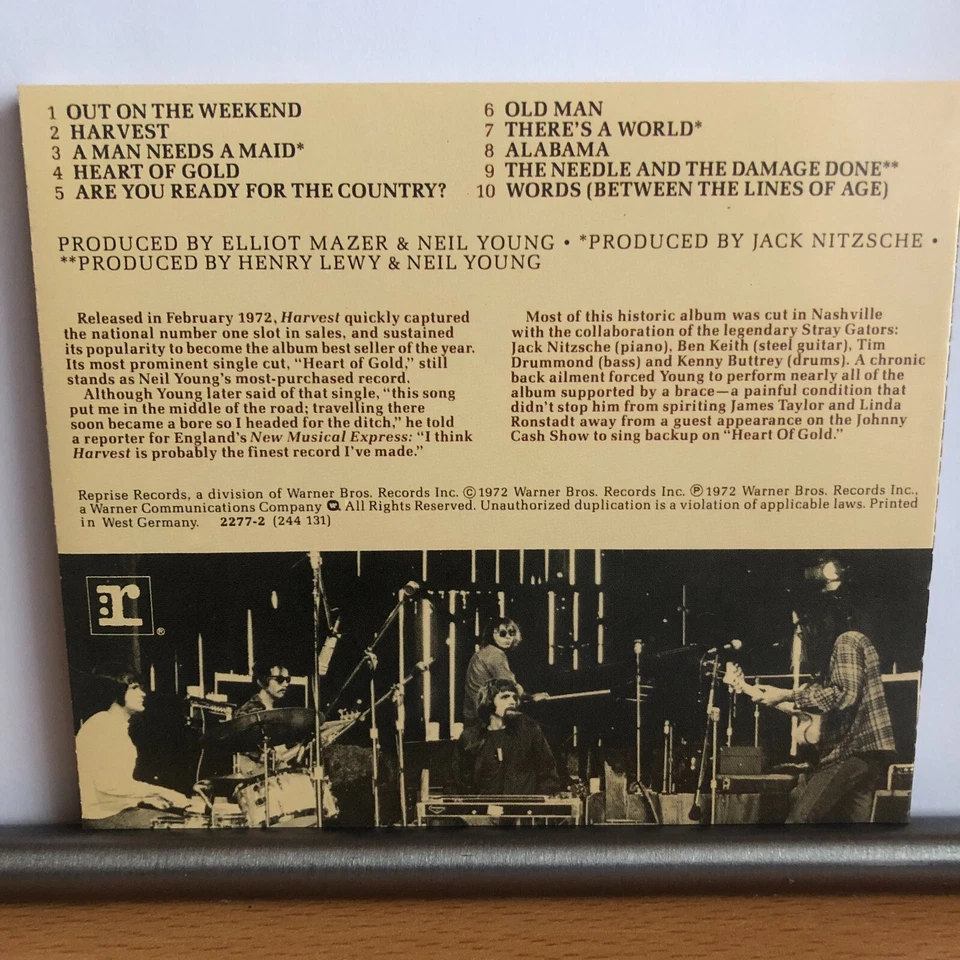 1 OUT ON THE WEEKEND
2 HARVEST
3 A MAN NEEDS A MAID*
4 HEART OF GOLD
5 ARE YOU READY FOR THE COUNTRY?
6 OLD MAN
7 THERE'S A WORLD*
8 ALABAMA
9 THE NEEDLE AND THE DAMAGE DONE**
10 WORDS (BETWEEN THE LINES OF AGE)
PRODUCED BY ELLIOT MAZER & NEIL YOUNG • *PRODUCED BY JACK NITZSCHE •
**PRODUCED BY HENRY LEWY & NEIL YOUNG
Released in February 1972, Harvest quickly captured
the national number one slot in sales, and sustained
its popularity to become the album best seller of the year.
Its most prominent single cut, “Heart of Gold,” still
stands as Neil Young's most-purchased record.
Although Young later said of that single, “this song
put me in the middle of the road; travelling there
soon became a bore so I headed for the ditch,” he told
a reporter for England's New Musical Express: “I think
Harvest is probably the finest record I've made.”
Most of this historic album was cut in Nashville
with the collaboration of the legendary Stray Gators:
Jack Nitzsche (piano), Ben Keith (steel guitar), Tim
Drummond (bass) and Kenny Buttrey (drums). A chronic
back ailment forced Young to perform nearly all of the
album supported by a brace—a painful condition that
didn't stop him from spiriting James Taylor and Linda
Ronstadt away from a guest appearance on the Johnny
Cash Show to sing backup on “Heart Of Gold.”
Reprise Records, a division of Warner Bros. Records Inc. ©1972 Warner Bros. Records Inc. ℗1972 Warner Bros. Records Inc.,
a Warner Communications Company. All Rights Reserved. Unauthorized duplication is a violation of applicable laws. Printed
in West Germany. 2277-2 (244 131)
r ®